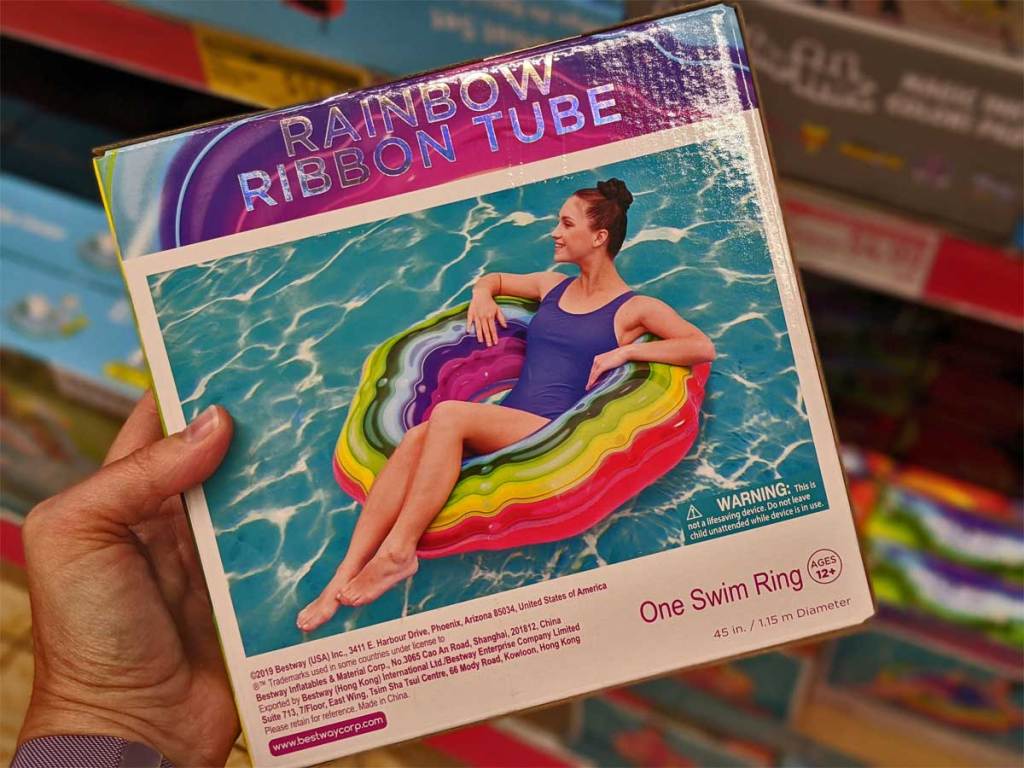 RAINBOW
RIBBON TUBE
WARNING: This is
not a lifesaving device. Do not leave
child unattended while device is in use.
One Swim Ring
AGES
12+
45 in. / 1.15 m Diameter
©2019 Bestway (USA) Inc., 3411 E. Harbour Drive, Phoenix, Arizona 85034, United States of America
®™ Trademarks used in some countries under license to
Bestway Inflatables & Material Corp., No.3065 Cao An Road, Shanghai, 201812, China
Exported by Bestway (Hong Kong) International Ltd./Bestway Enterprise Company Limited
Suite 713, 7/Floor, East Wing, Tsim Sha Tsui Centre, 66 Mody Road, Kowloon, Hong Kong
Please retain for reference. Made in China.
www.bestwaycorp.com